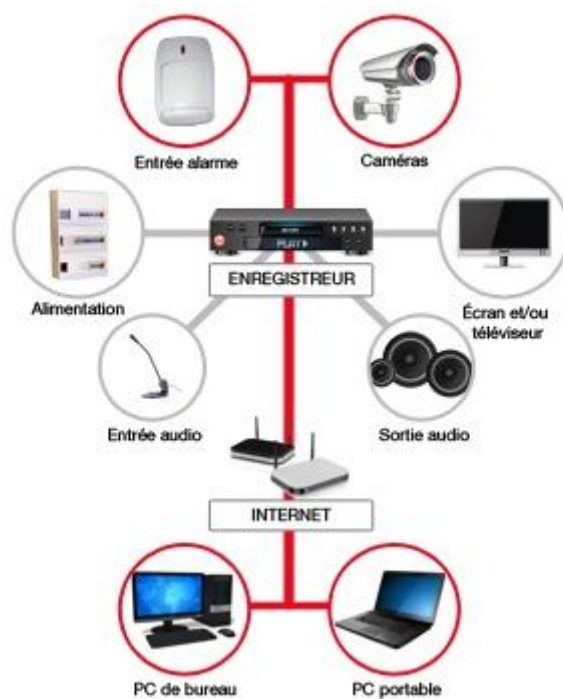 Entrée alarme
Caméras
PLAY
ENREGISTREUR
Alimentation
Écran et/ou
téléviseur
Entrée audio
Sortie audio
INTERNET
PC de bureau
PC portable